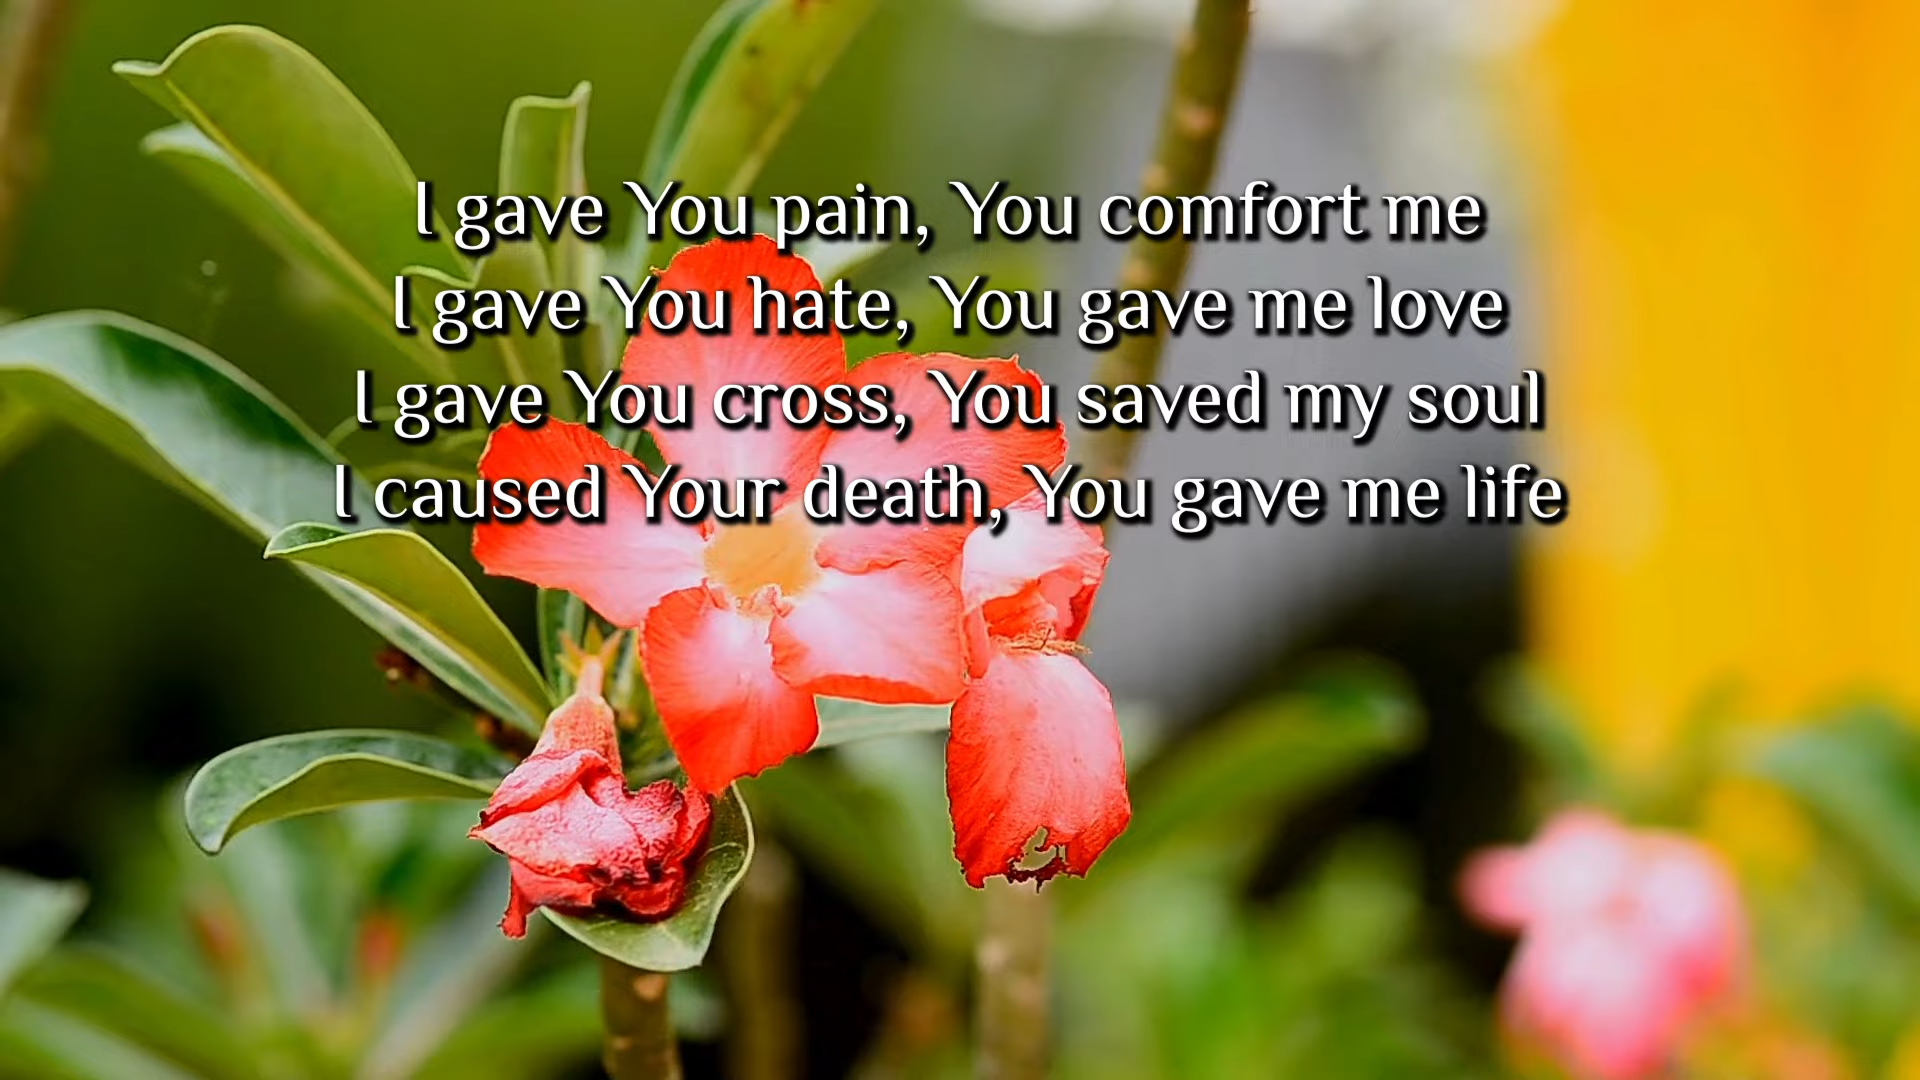 I gave You pain, You comfort me
I gave You hate, You gave me love
I gave You cross, You saved my soul
I caused Your death, You gave me life